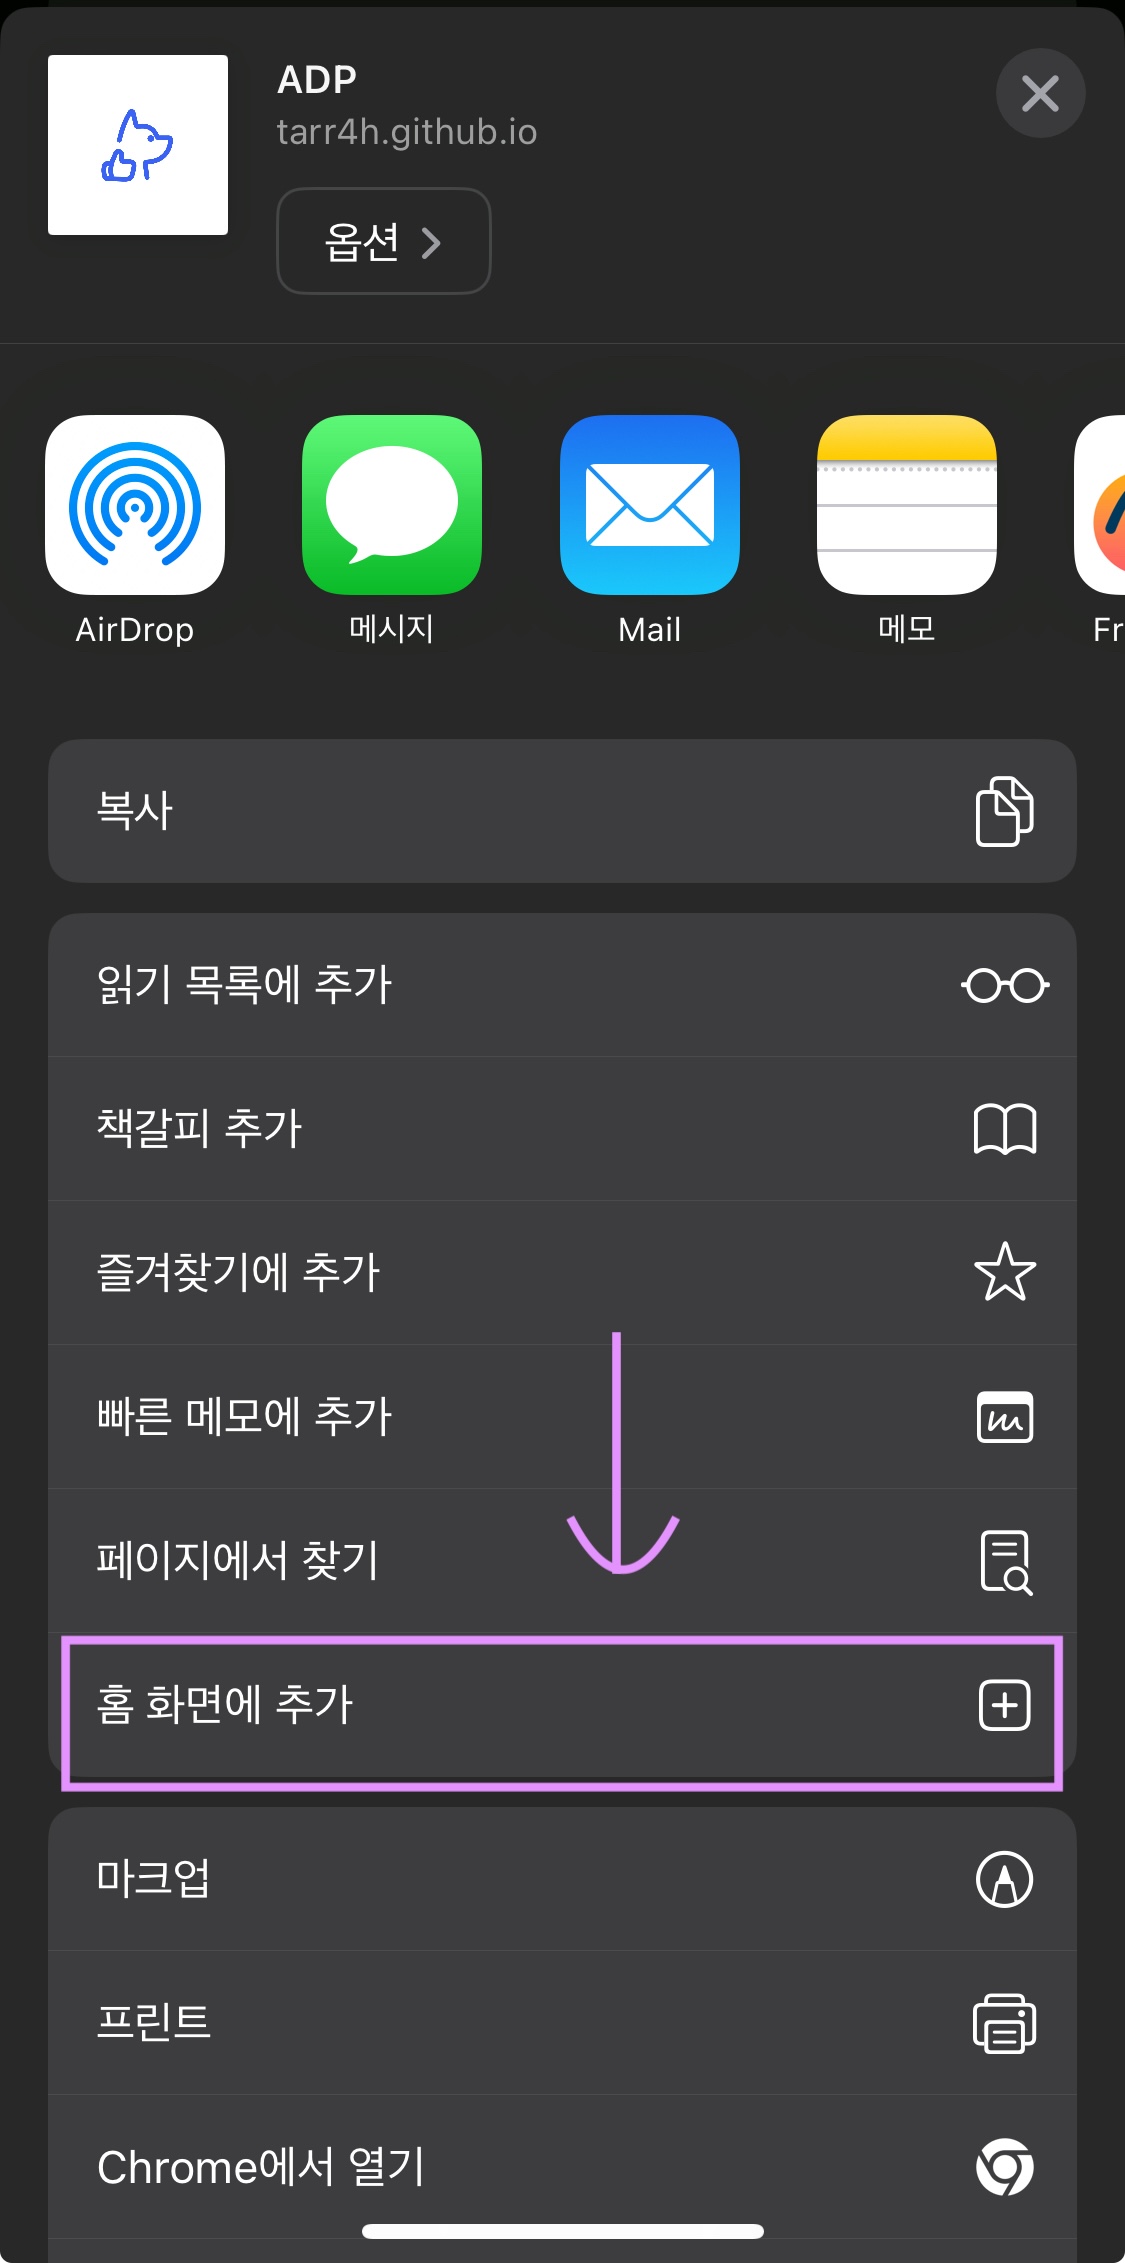 ADP
tarr4h.github.io
옵션
AirDrop
메시지
Mail
메모
Fr
복사
읽기 목록에 추가
책갈피 추가
즐겨찾기에 추가
빠른 메모에 추가
페이지에서 찾기
홈 화면에 추가
마크업
프린트
Chrome에서 열기